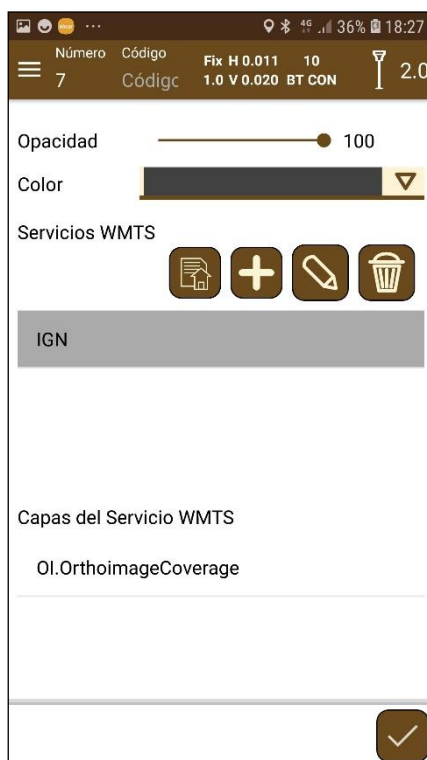 4G 36% 18:27
Número Código Fix H 0.011 10 2.0
7 Códigc 1.0 V 0.020 BT CON
Opacidad 100
Color
Servicios WMTS
IGN
Capas del Servicio WMTS
OI.OrthoimageCoverage